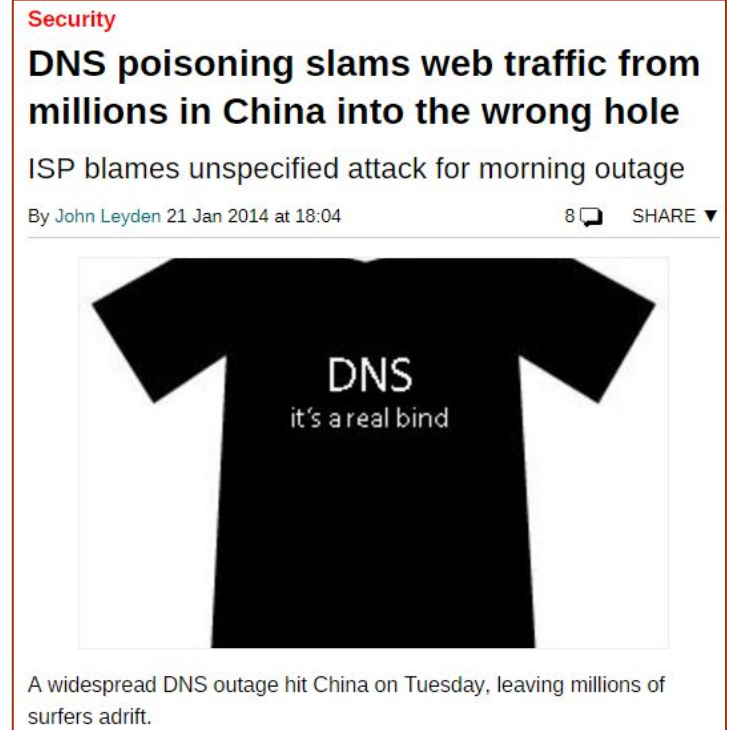 Security
DNS poisoning slams web traffic from
millions in China into the wrong hole
ISP blames unspecified attack for morning outage
By John Leyden 21 Jan 2014 at 18:04 8 SHARE ▼
DNS
it's a real bind
A widespread DNS outage hit China on Tuesday, leaving millions of
surfers adrift.